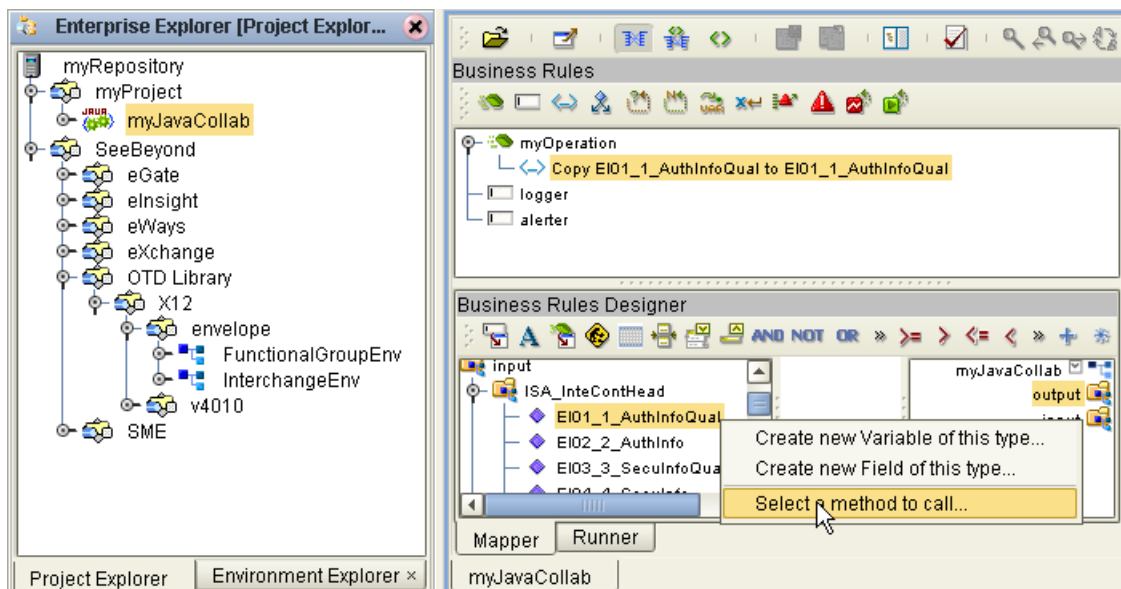 Enterprise Explorer [Project Explor...
myRepository
myProject
JAVA
myJavaCollab
SeeBeyond
eGate
eInsight
eWays
eXchange
OTD Library
X12
envelope
FunctionalGroupEnv
InterchangeEnv
v4010
SME
Project Explorer
Environment Explorer ×
Business Rules
myOperation
Copy EI01_1_AuthInfoQual to EI01_1_AuthInfoQual
logger
alerter
Business Rules Designer
A AND NOT OR » >= > <= < » +
input
ISA_InteContHead
EI01_1_AuthInfoQual
EI02_2_AuthInfo
EI03_3_SecuInfoQua
myJavaCollab
output
Create new Variable of this type...
Create new Field of this type...
Select a method to call...
Mapper
Runner
myJavaCollab